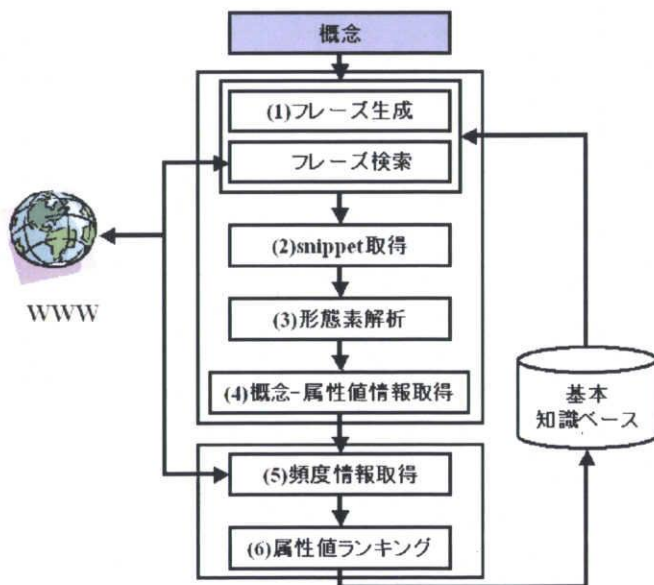 概念
(1)フレーズ生成
フレーズ検索
(2)snippet取得
WWW
(3)形態素解析
(4)概念-属性値情報取得
基本
知識ベース
(5)頻度情報取得
(6)属性値ランキング